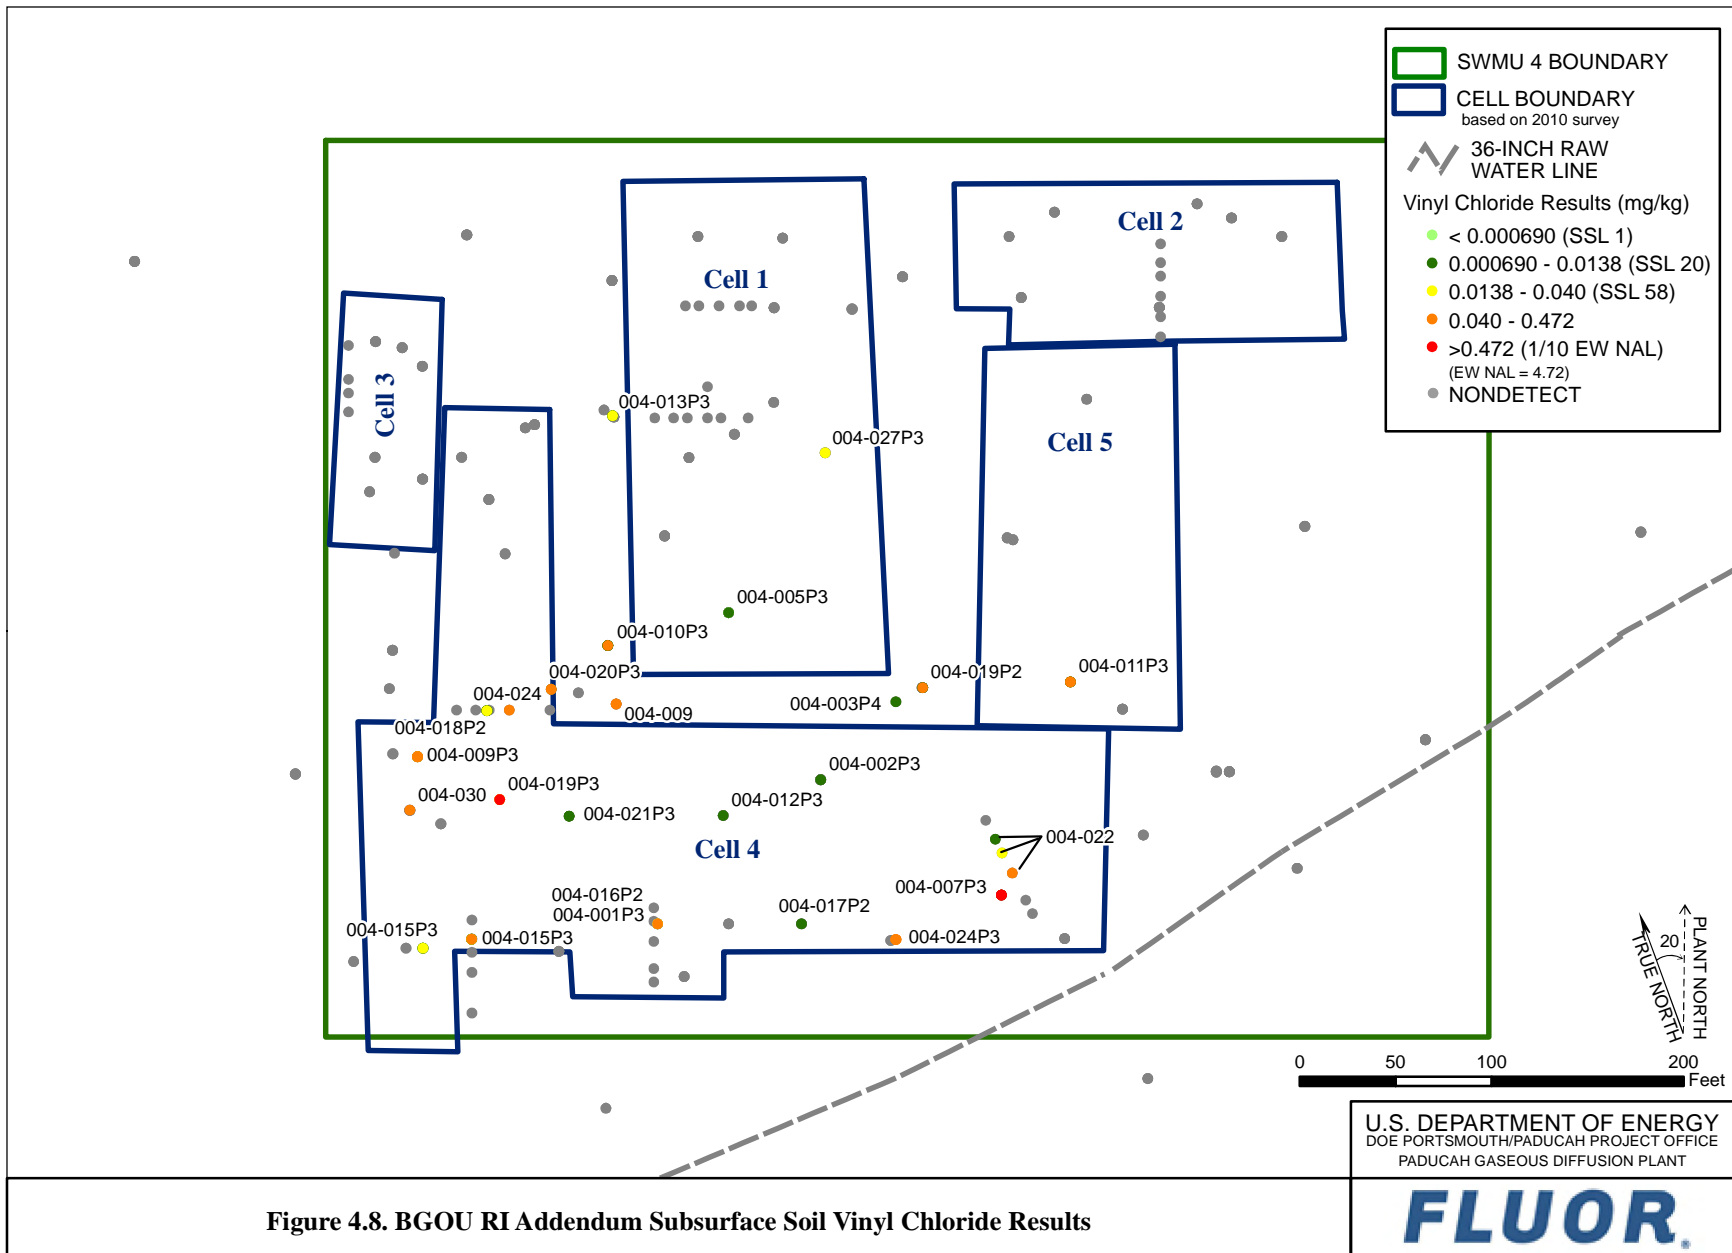 SWMU 4 BOUNDARY
CELL BOUNDARY
based on 2010 survey
36-INCH RAW
WATER LINE
Vinyl Chloride Results (mg/kg)
< 0.000690 (SSL 1)
0.000690 - 0.0138 (SSL 20)
0.0138 - 0.040 (SSL 58)
0.040 - 0.472
>0.472 (1/10 EW NAL)
(EW NAL = 4.72)
NONDETECT
Cell 2
Cell 1
Cell 3
004-013P3
004-027P3
Cell 5
004-005P3
004-010P3
004-020P3
004-019P2
004-011P3
004-024
004-003P4
004-009
004-018P2
004-009P3
004-002P3
004-019P3
004-030
004-012P3
004-021P3
004-022
Cell 4
004-007P3
004-016P2
004-001P3
004-017P2
004-015P3
004-015P3
004-024P3
TRUE NORTH
20
PLANT NORTH
0 50 100 200
Feet
U.S. DEPARTMENT OF ENERGY
DOE PORTSMOUTH/PADUCAH PROJECT OFFICE
PADUCAH GASEOUS DIFFUSION PLANT
Figure 4.8. BGOU RI Addendum Subsurface Soil Vinyl Chloride Results
FLUOR®